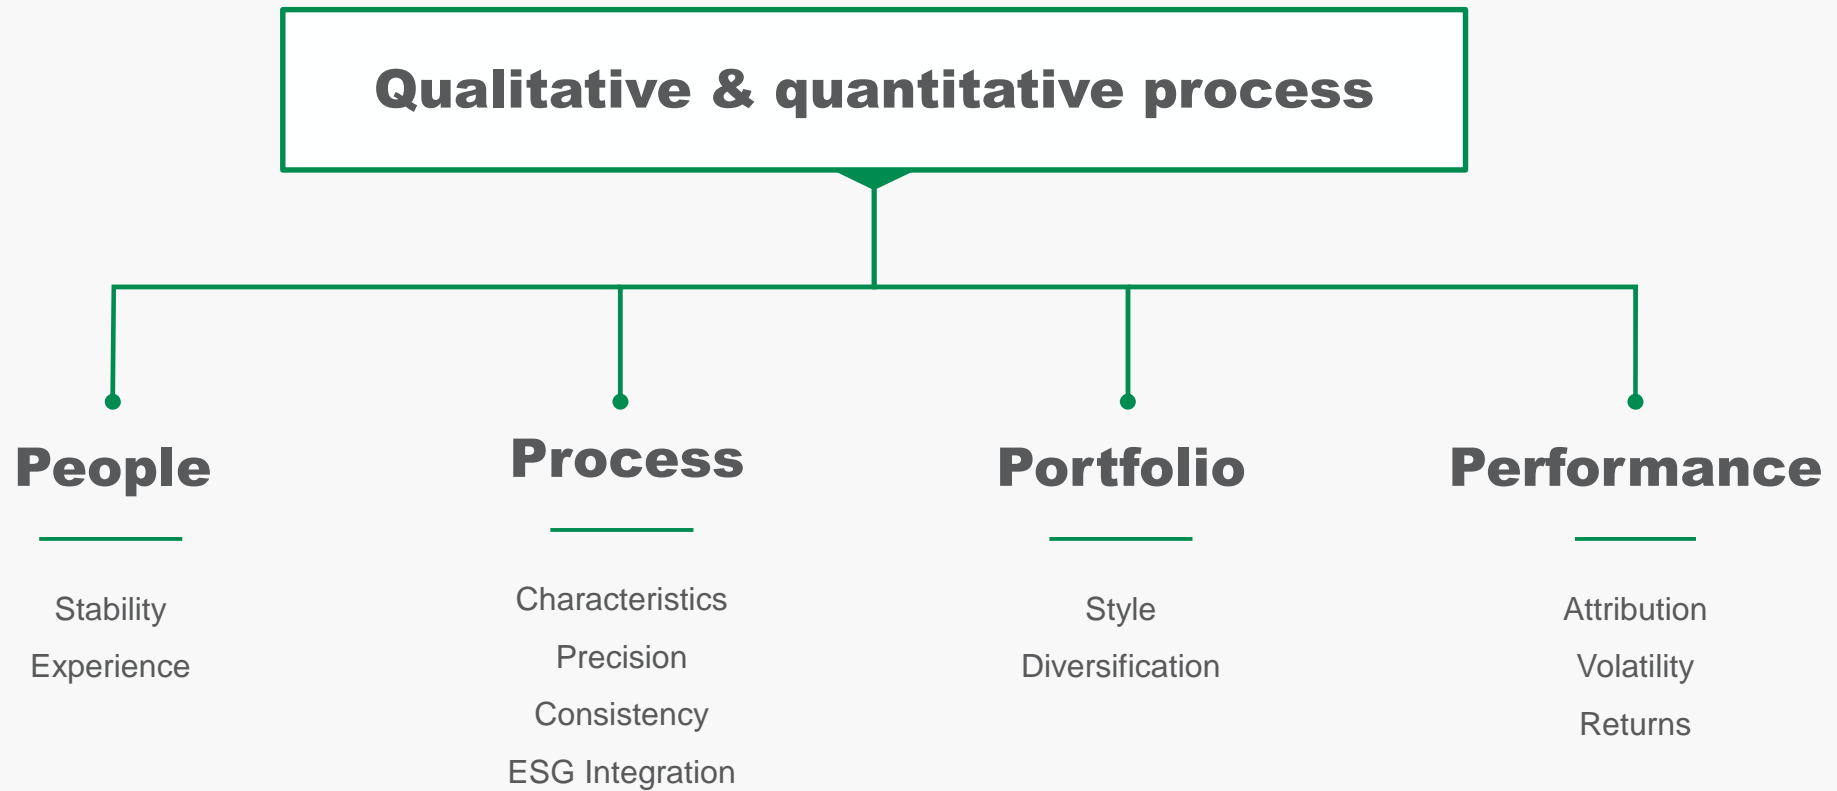 Qualitative & quantitative process
People
Stability
Experience
Process
Characteristics
Precision
Consistency
ESG Integration
Portfolio
Style
Diversification
Performance
Attribution
Volatility
Returns